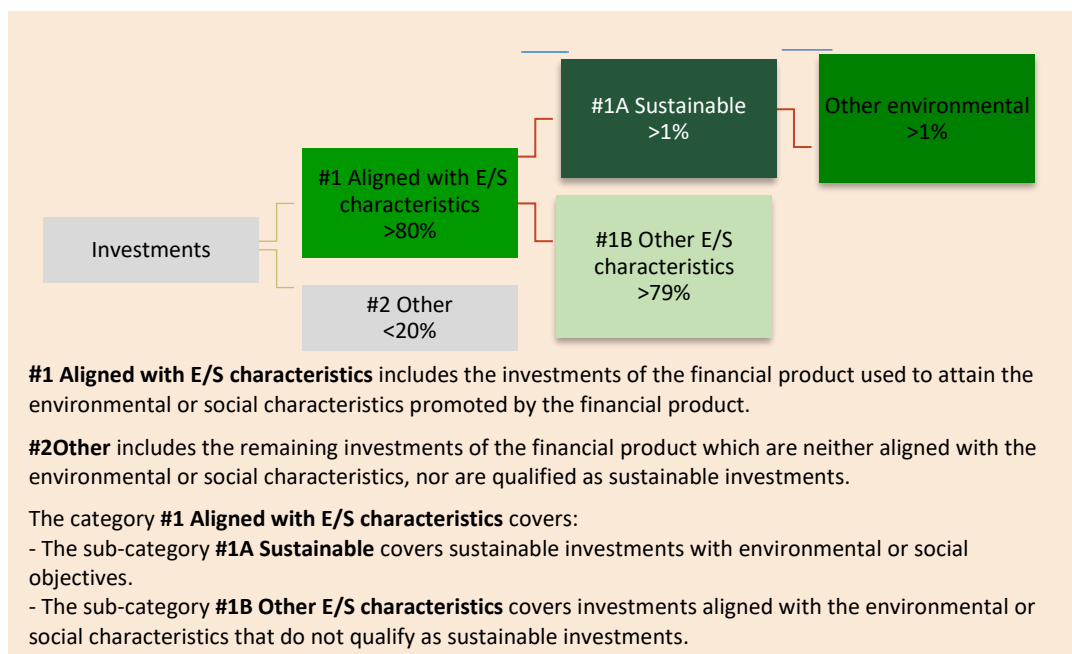 #1A Sustainable
>1%
Other environmental
>1%
#1 Aligned with E/S
characteristics
>80%
Investments
#1B Other E/S
characteristics
>79%
#2 Other
<20%
#1 Aligned with E/S characteristics includes the investments of the financial product used to attain the
environmental or social characteristics promoted by the financial product.
#2Other includes the remaining investments of the financial product which are neither aligned with the
environmental or social characteristics, nor are qualified as sustainable investments.
The category #1 Aligned with E/S characteristics covers:
- The sub-category #1A Sustainable covers sustainable investments with environmental or social
objectives.
- The sub-category #1B Other E/S characteristics covers investments aligned with the environmental or
social characteristics that do not qualify as sustainable investments.